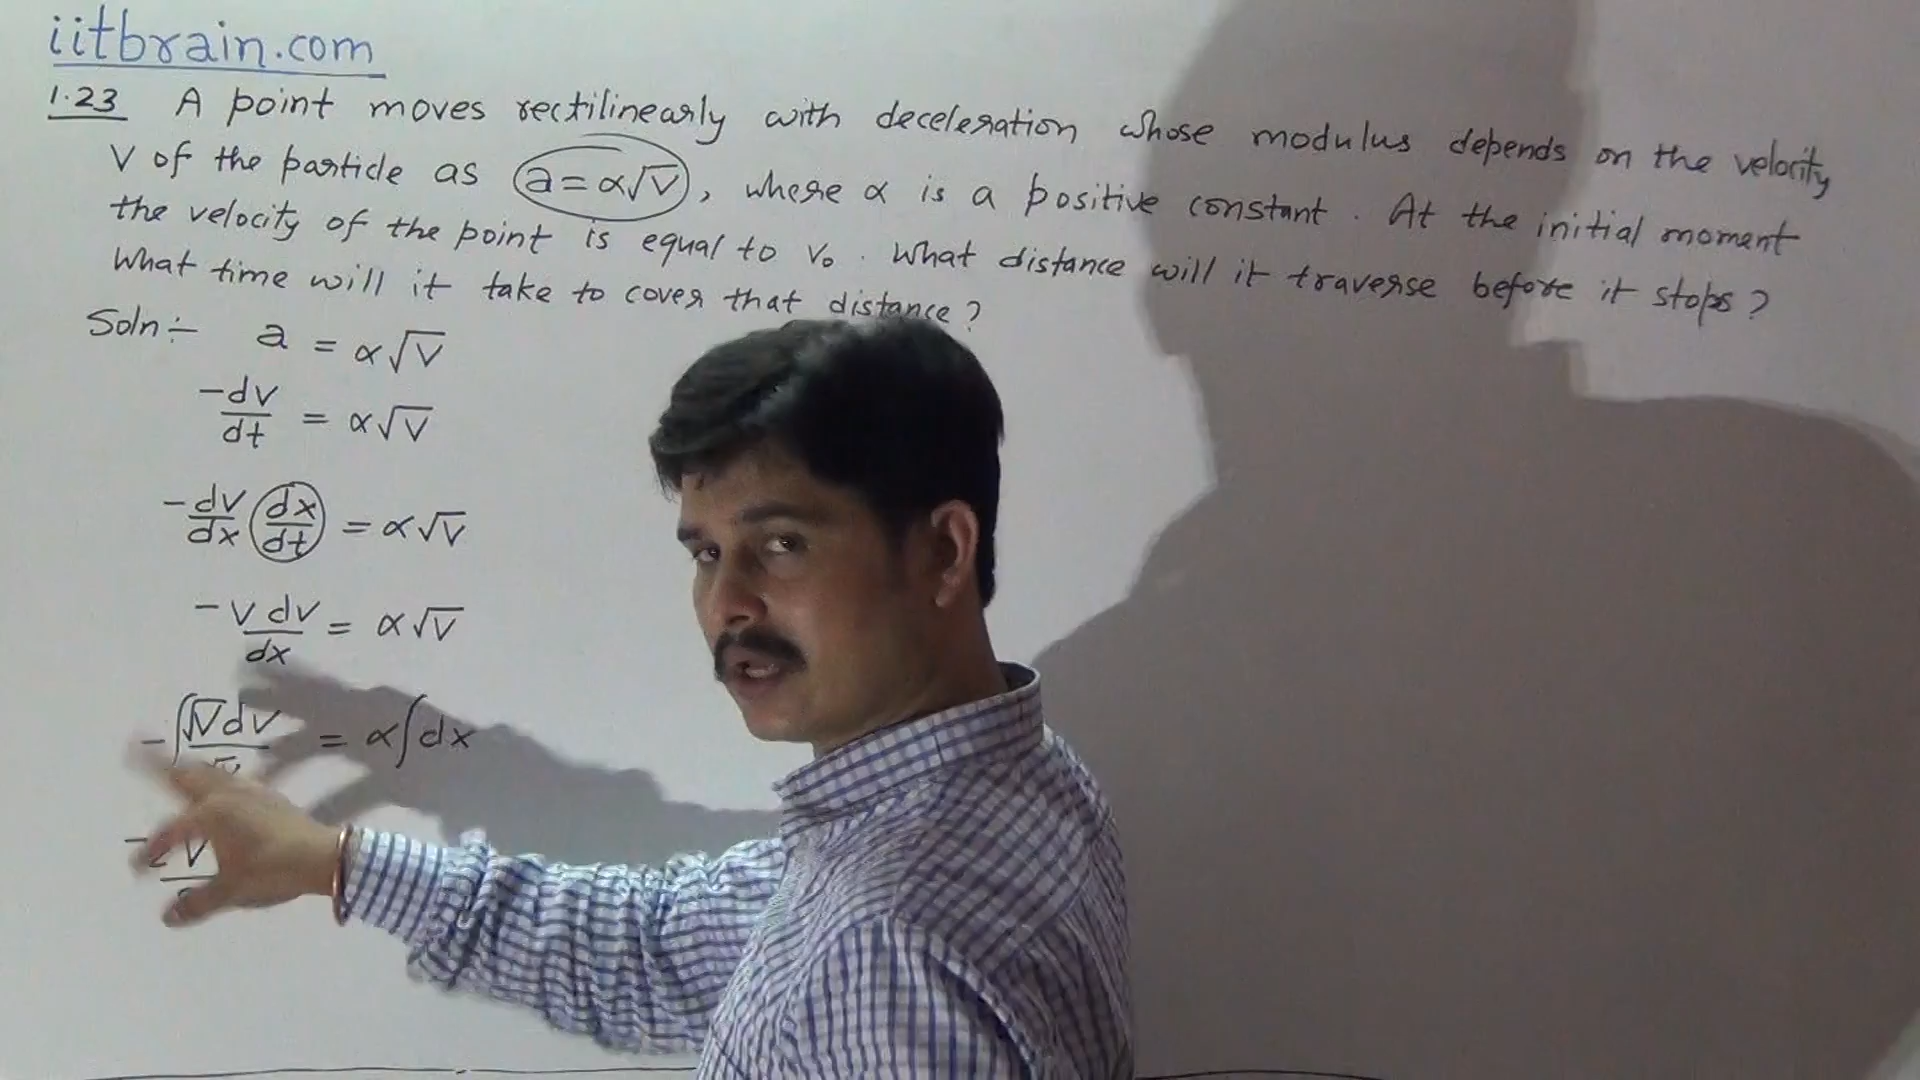 iitbrain.com
1.23 A point moves rectilinearly with deceleration whose modulus depends on the velocity
V of the particle as a = α√V, where α is a positive constant. At the initial moment
the velocity of the point is equal to V₀. What distance will it traverse before it stops?
What time will it take to cover that distance?
Soln:- a = α√V
-dv/dt = α√V
-dv/dx (dx/dt) = α√V
-v dv/dx = α√V
= α∫dx